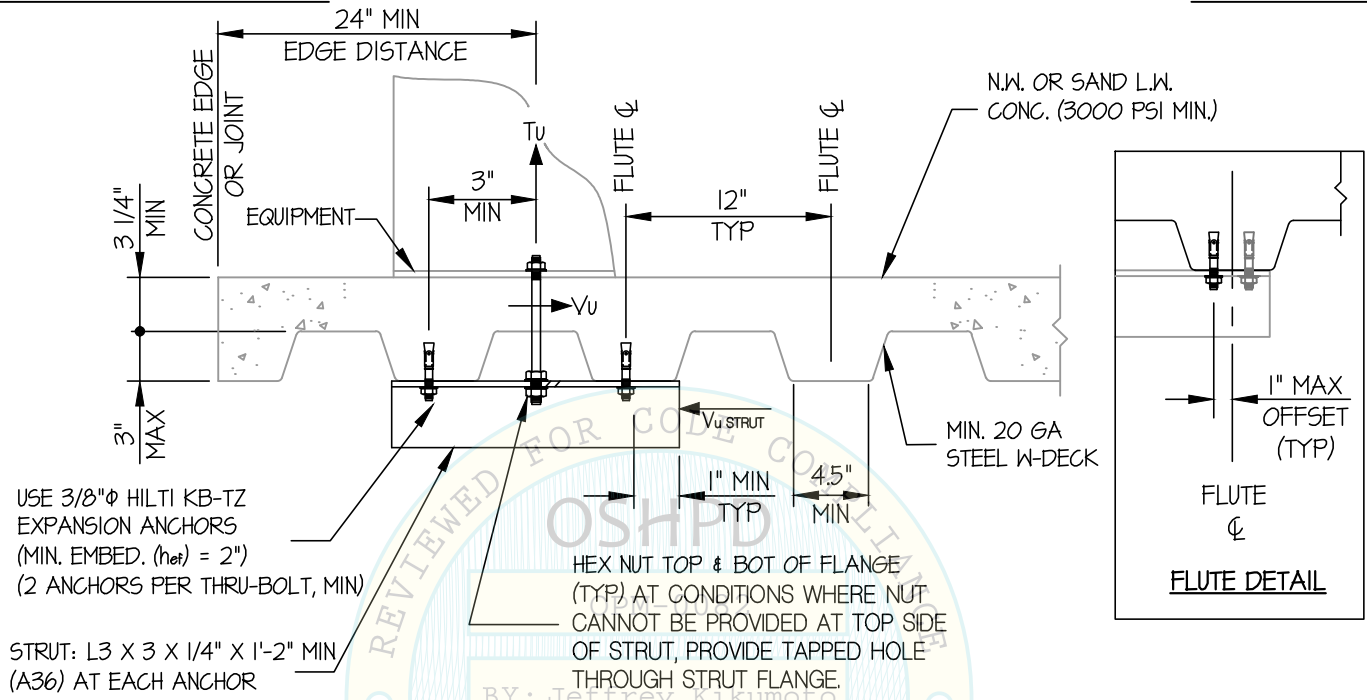 24" MIN
EDGE DISTANCE
CONCRETE EDGE
OR JOINT
Tu
FLUTE ℄
FLUTE ℄
N.W. OR SAND L.W.
CONC. (3000 PSI MIN.)
3"
MIN
EQUIPMENT
12"
TYP
3 1/4"
MIN
Vu
3"
MAX
Vu STRUT
MIN. 20 GA
STEEL W-DECK
1" MAX
OFFSET
(TYP)
FLUTE
℄
FLUTE DETAIL
1" MIN
TYP
4.5"
MIN
USE 3/8"Φ HILTI KB-TZ
EXPANSION ANCHORS
(MIN. EMBED. (hef) = 2")
(2 ANCHORS PER THRU-BOLT, MIN)
STRUT: L3 X 3 X 1/4" X 1'-2" MIN
(A36) AT EACH ANCHOR
HEX NUT TOP & BOT OF FLANGE
(TYP) AT CONDITIONS WHERE NUT
CANNOT BE PROVIDED AT TOP SIDE
OF STRUT, PROVIDE TAPPED HOLE
THROUGH STRUT FLANGE.
REVIEWED FOR CODE COMPLIANCE
OSHPD
OPM-0082
BY: Jeffrey Kikumoto